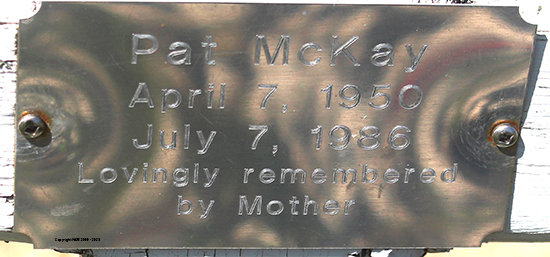 Pat McKay
April 7, 1950
July 7, 1986
Lovingly remembered
by Mother